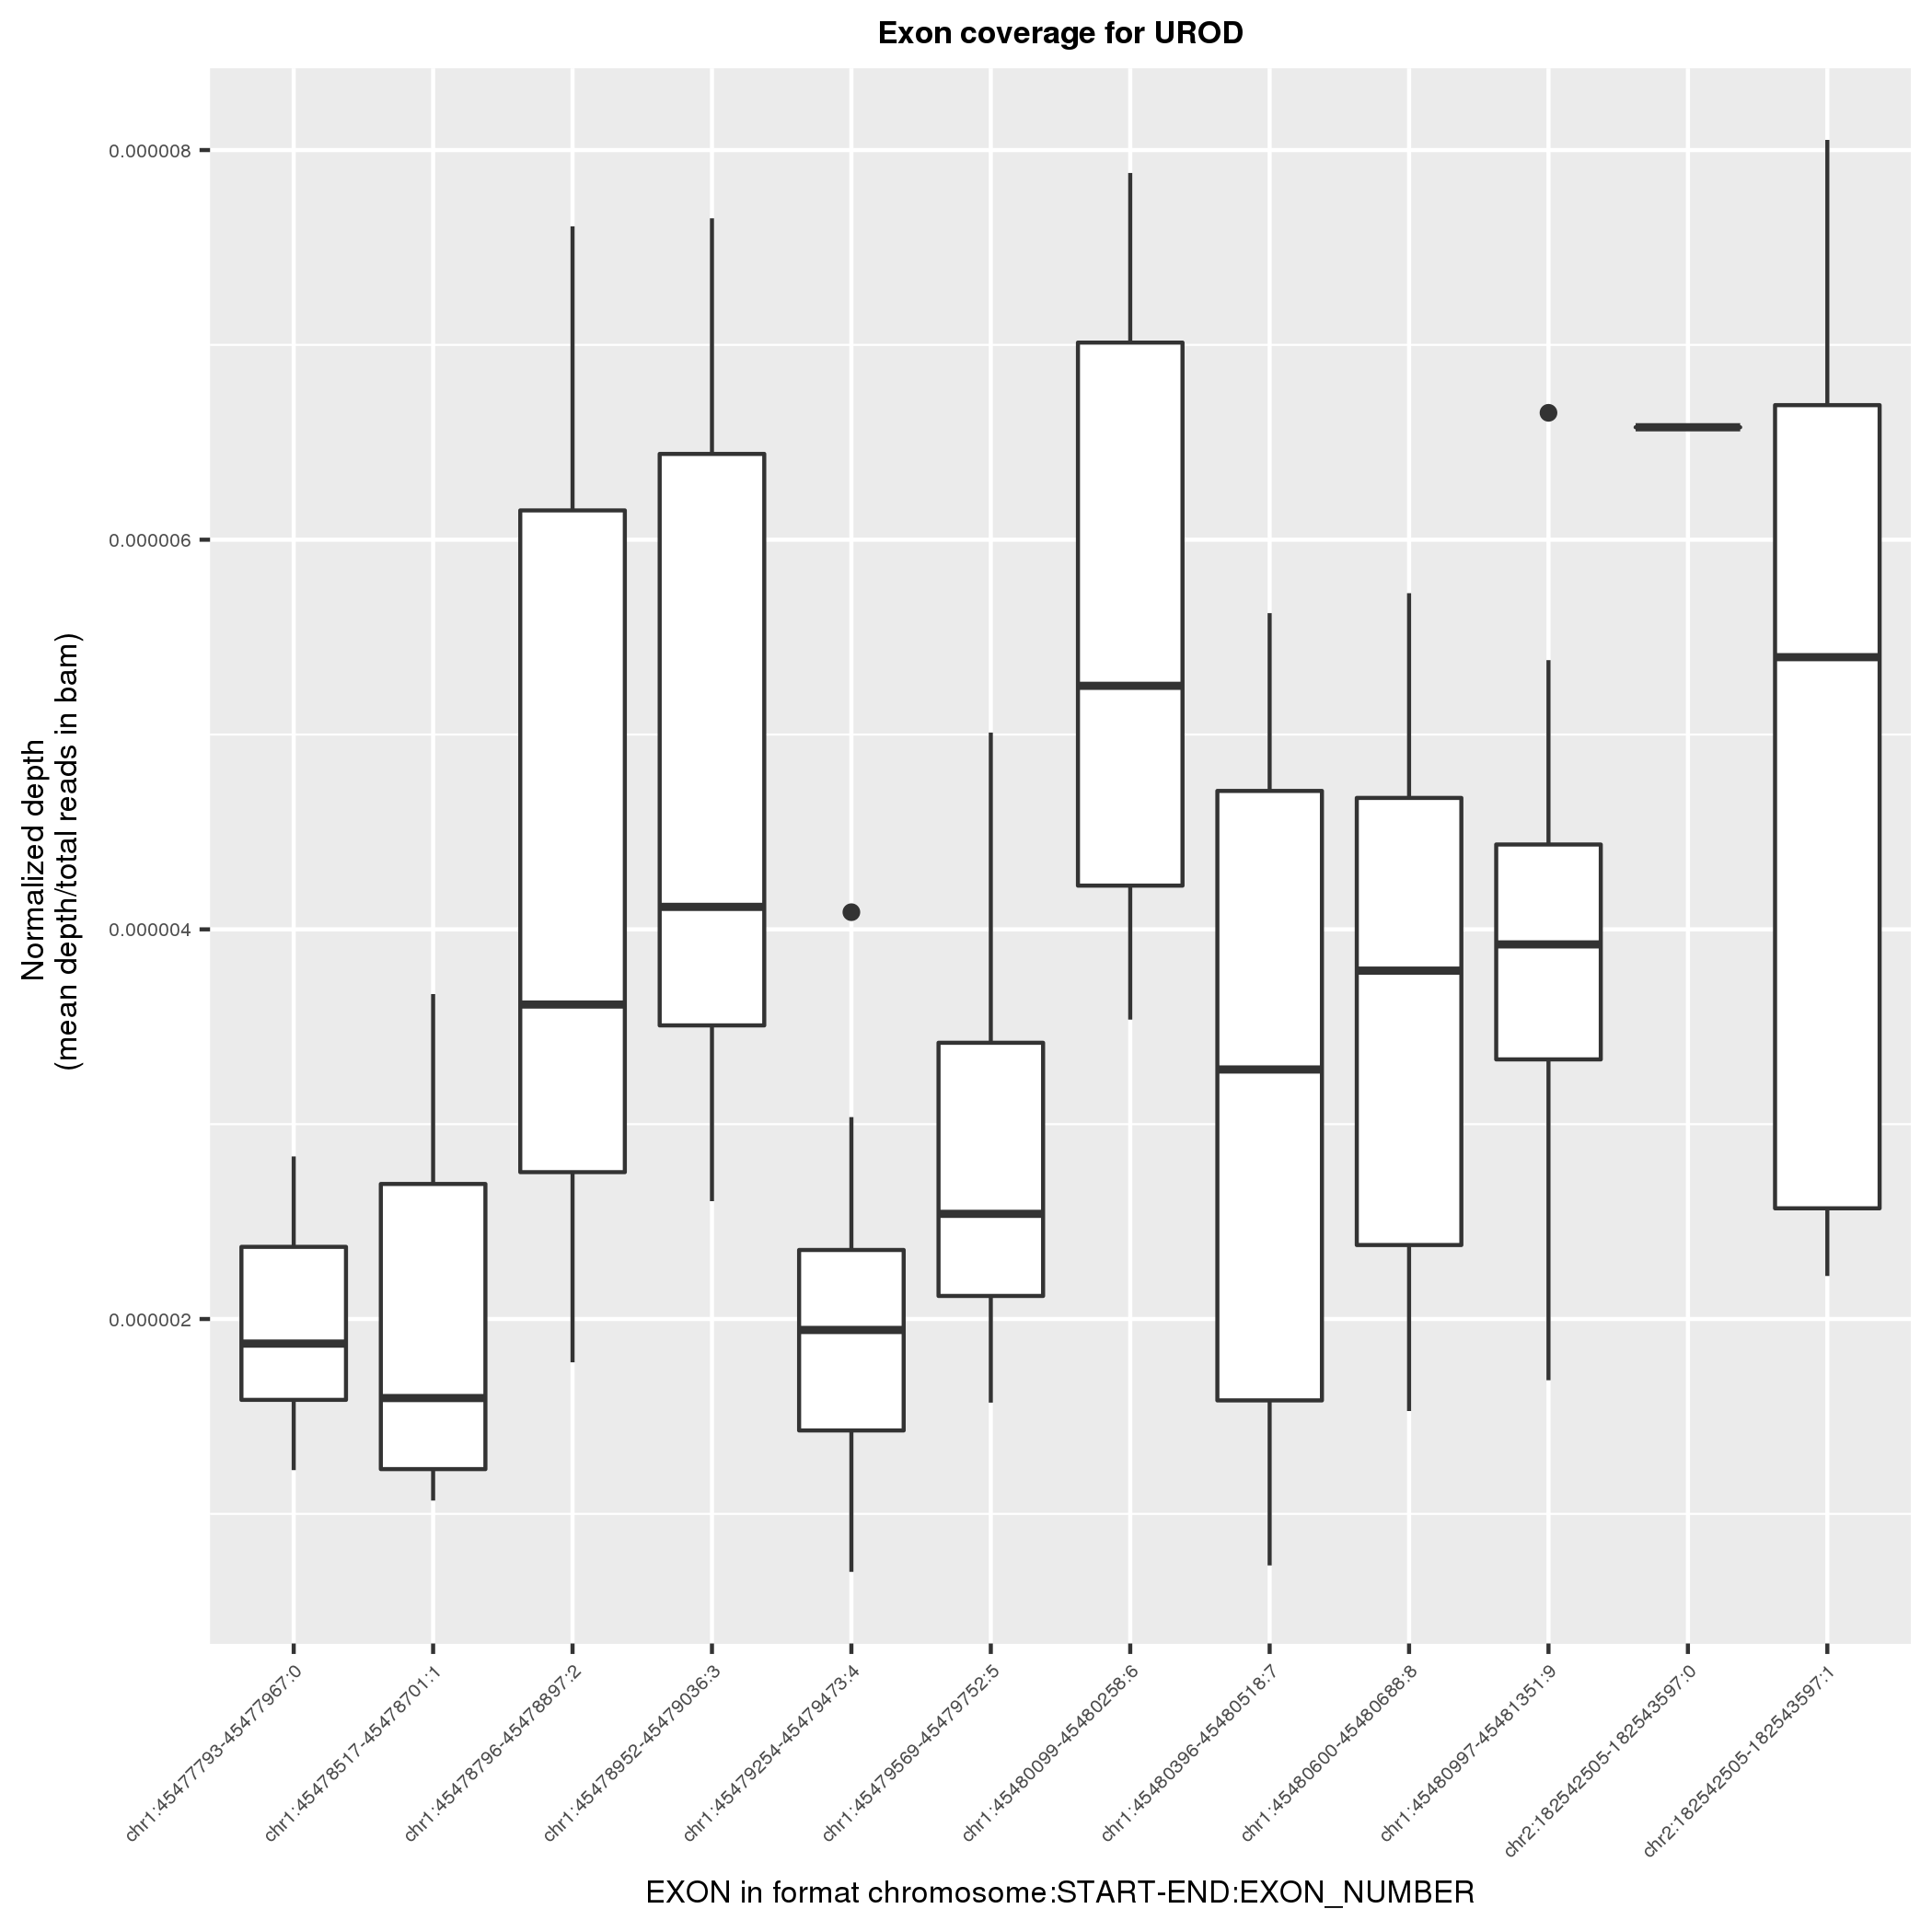 Exon coverage for UROD
0.000008
0.000006
0.000004
0.000002
Normalized depth
(mean depth/total reads in bam)
chr1:45477793-45477967:0
chr1:45478517-45478701:1
chr1:45478796-45478897:2
chr1:45478952-45479036:3
chr1:45479254-45479473:4
chr1:45479569-45479752:5
chr1:45480099-45480258:6
chr1:45480396-45480518:7
chr1:45480600-45480688:8
chr1:45480997-45481351:9
chr2:182542505-182543597:0
chr2:182542505-182543597:1
EXON in format chromosome:START-END:EXON_NUMBER